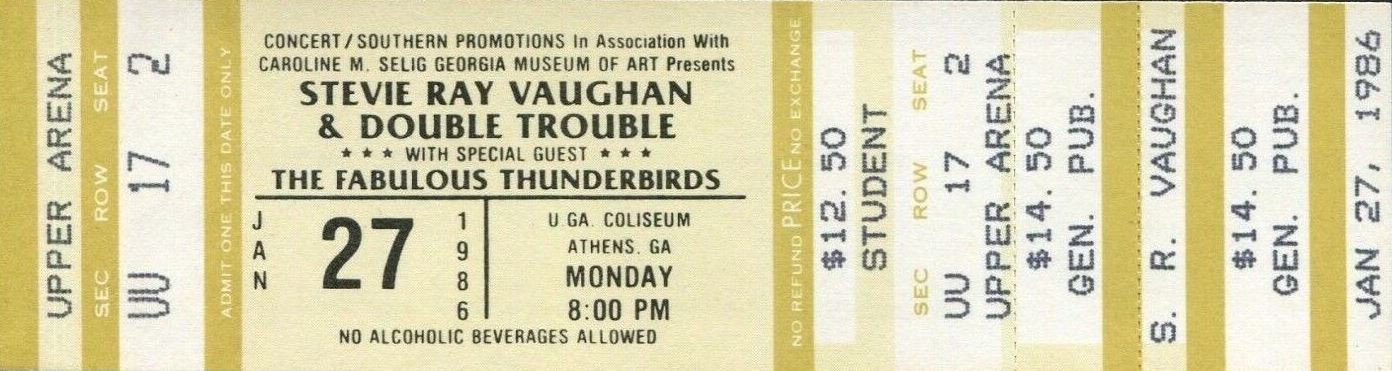 UPPER ARENA
SEC ROW SEAT
UU 17 2
ADMIT ONE THIS DATE ONLY
CONCERT/SOUTHERN PROMOTIONS In Association With
CAROLINE M. SELIG GEORGIA MUSEUM OF ART Presents
STEVIE RAY VAUGHAN
& DOUBLE TROUBLE
★ ★ ★ WITH SPECIAL GUEST ★ ★ ★
THE FABULOUS THUNDERBIRDS
JAN 27 1986
U GA. COLISEUM
ATHENS, GA
MONDAY
8:00 PM
NO ALCOHOLIC BEVERAGES ALLOWED
NO REFUND PRICE NO EXCHANGE
$12.50
STUDENT
SEC ROW SEAT
UU 17 2
UPPER ARENA
$14.50
GEN. PUB.
S. R. VAUGHAN
$14.50
GEN. PUB.
JAN 27, 1986